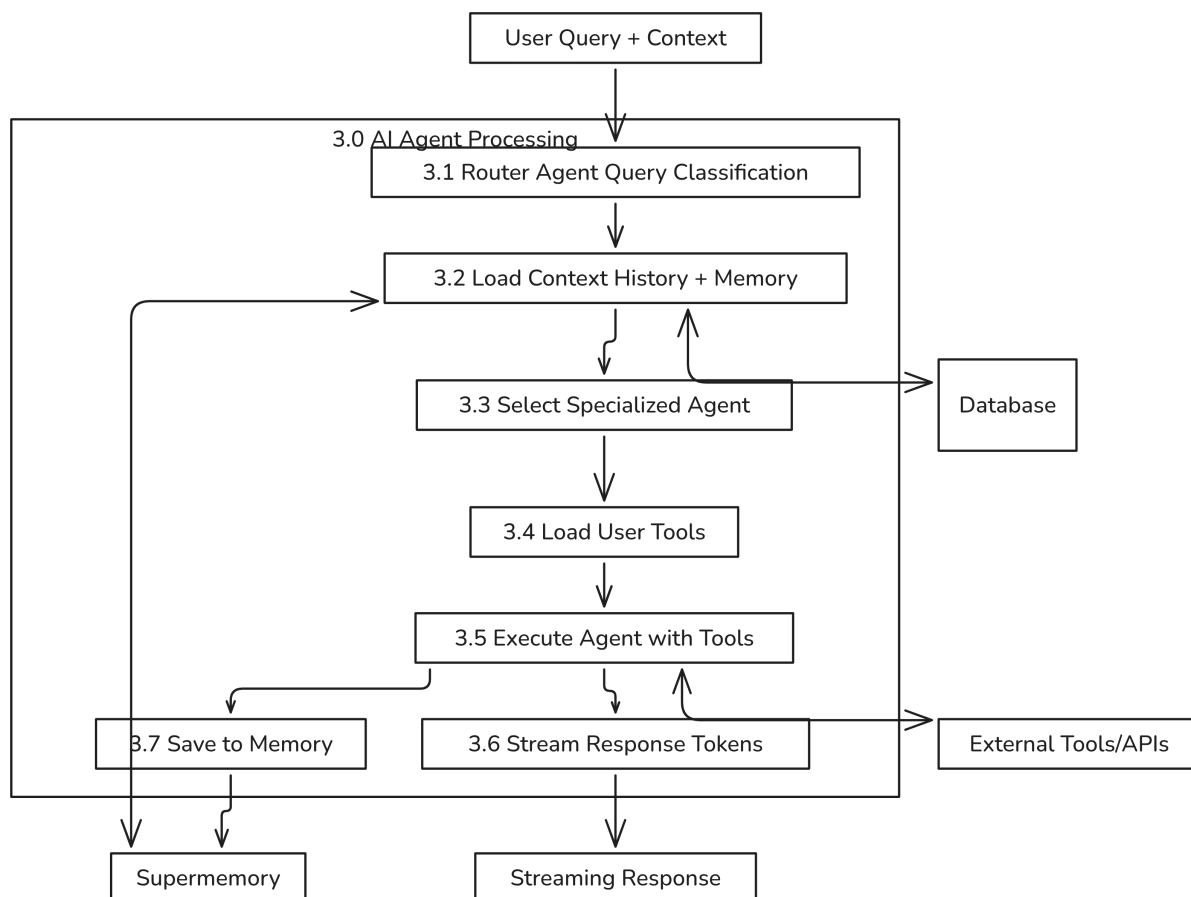 User Query + Context
3.0 AI Agent Processing
3.1 Router Agent Query Classification
3.2 Load Context History + Memory
3.3 Select Specialized Agent
Database
3.4 Load User Tools
3.5 Execute Agent with Tools
3.7 Save to Memory
3.6 Stream Response Tokens
External Tools/APIs
Supermemory
Streaming Response